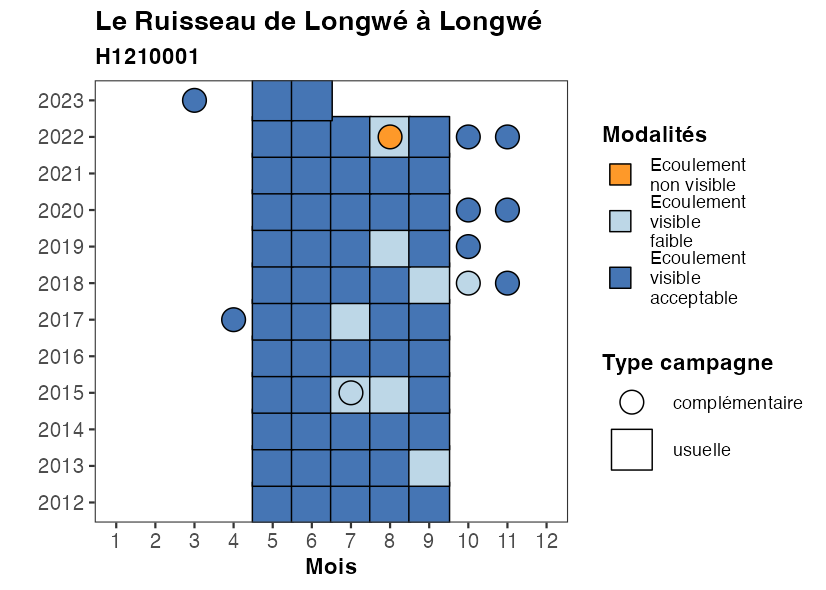 Le Ruisseau de Longwé à Longwé
H1210001
2023
2022
2021
2020
2019
2018
2017
2016
2015
2014
2013
2012
1 2 3 4 5 6 7 8 9 10 11 12
Mois
Modalités
Ecoulement
non visible
Ecoulement
visible
faible
Ecoulement
visible
acceptable
Type campagne
complémentaire
usuelle